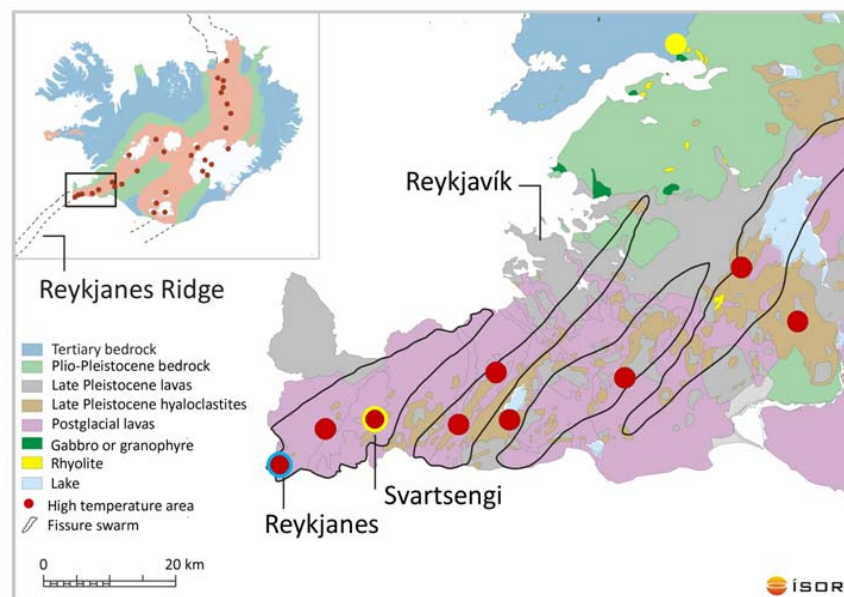 Reykjanes Ridge
Reykjavík
Tertiary bedrock
Plio-Pleistocene bedrock
Late Pleistocene lavas
Late Pleistocene hyaloclastites
Postglacial lavas
Gabbro or granophyre
Rhyolite
Lake
High temperature area
Fissure swarm
Svartsengi
Reykjanes
0 20 km
ÍSOR